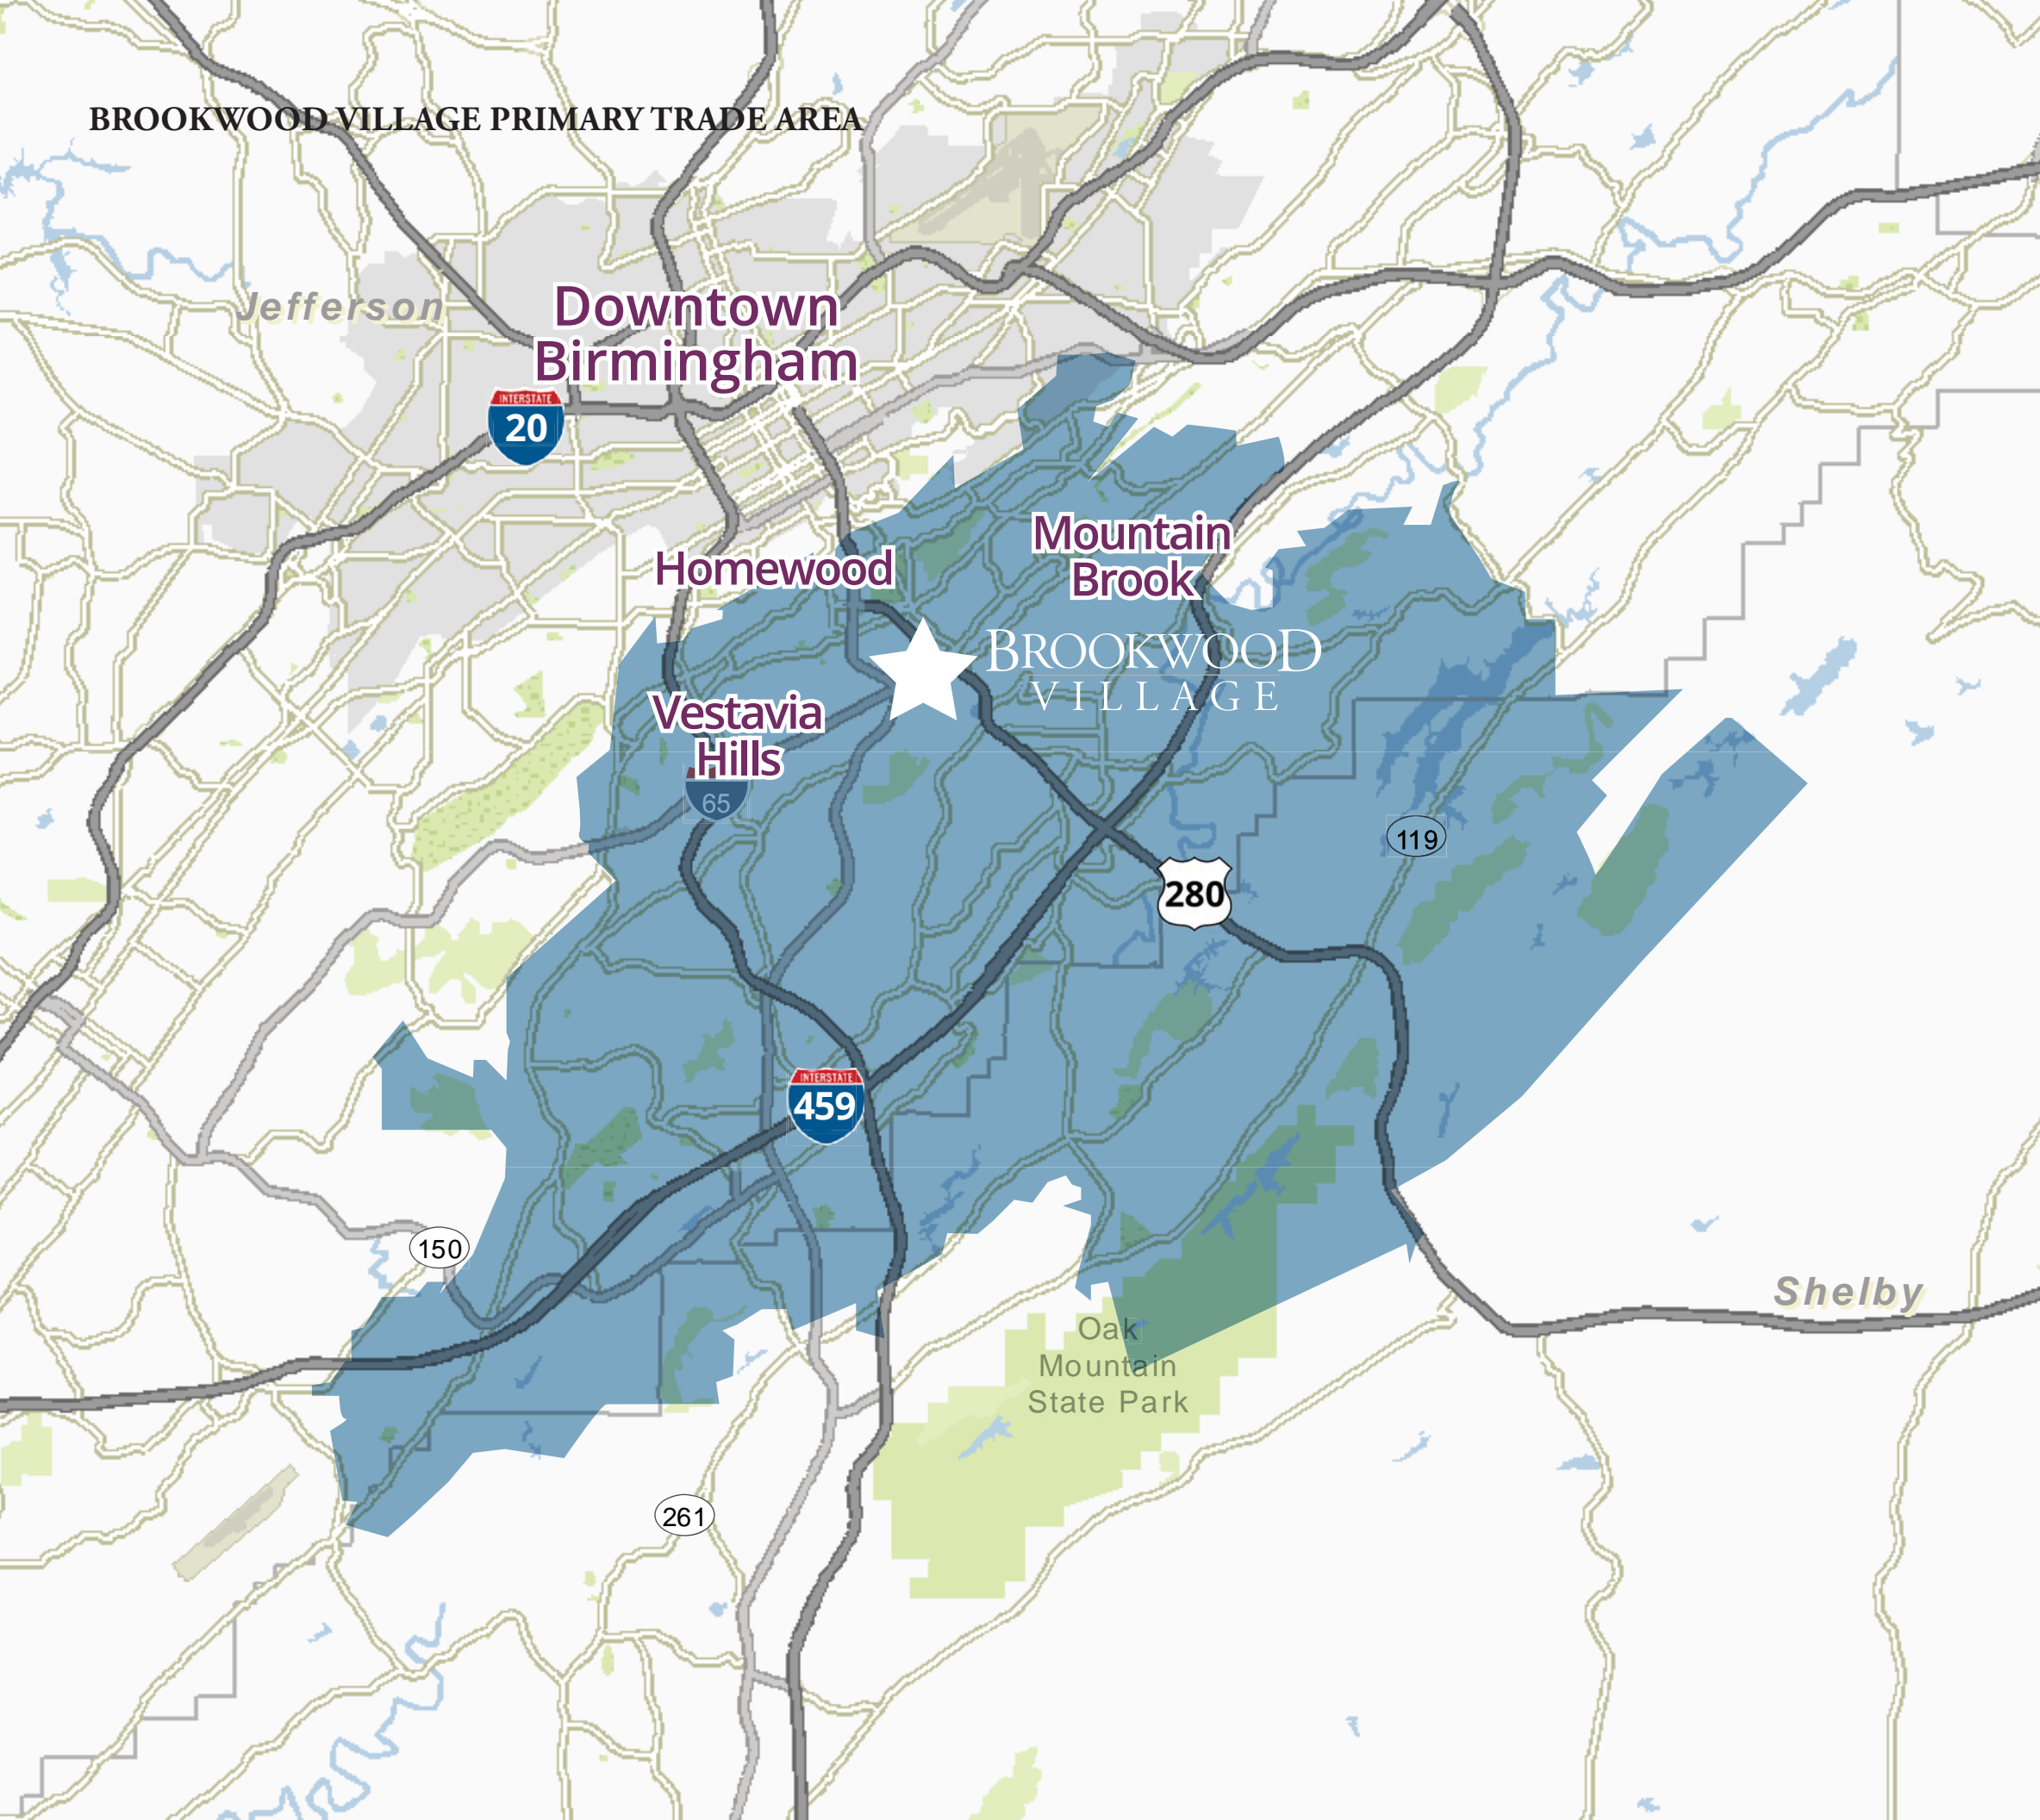 BROOKWOOD VILLAGE PRIMARY TRADE AREA
Jefferson
Downtown
Birmingham
INTERSTATE
20
Homewood
Mountain
Brook
BROOKWOOD
VILLAGE
Vestavia
Hills
65
119
280
INTERSTATE
459
150
Shelby
Oak
Mountain
State Park
261